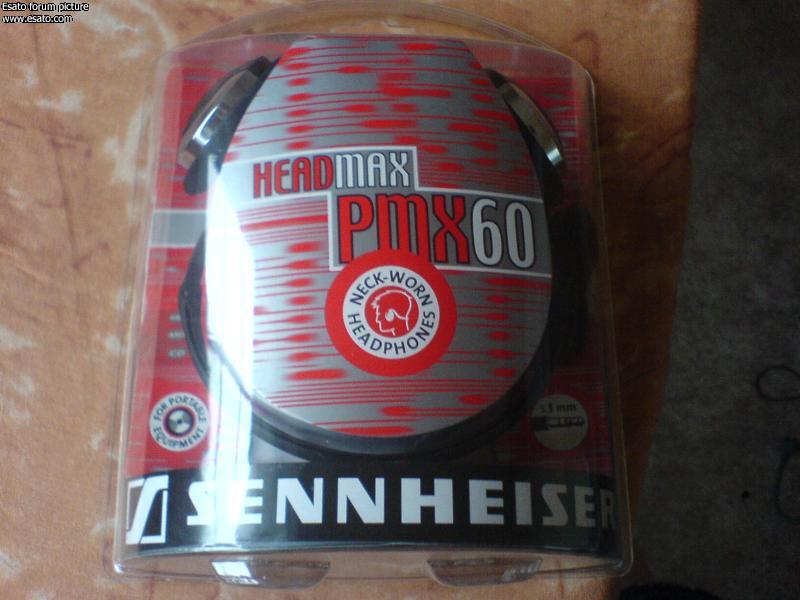 Esato forum picture
www.esato.com
HEADMAX
PMX60
NECK-WORN
HEADPHONES
FOR PORTABLE
EQUIPMENT
3.5 mm
SENNHEISER